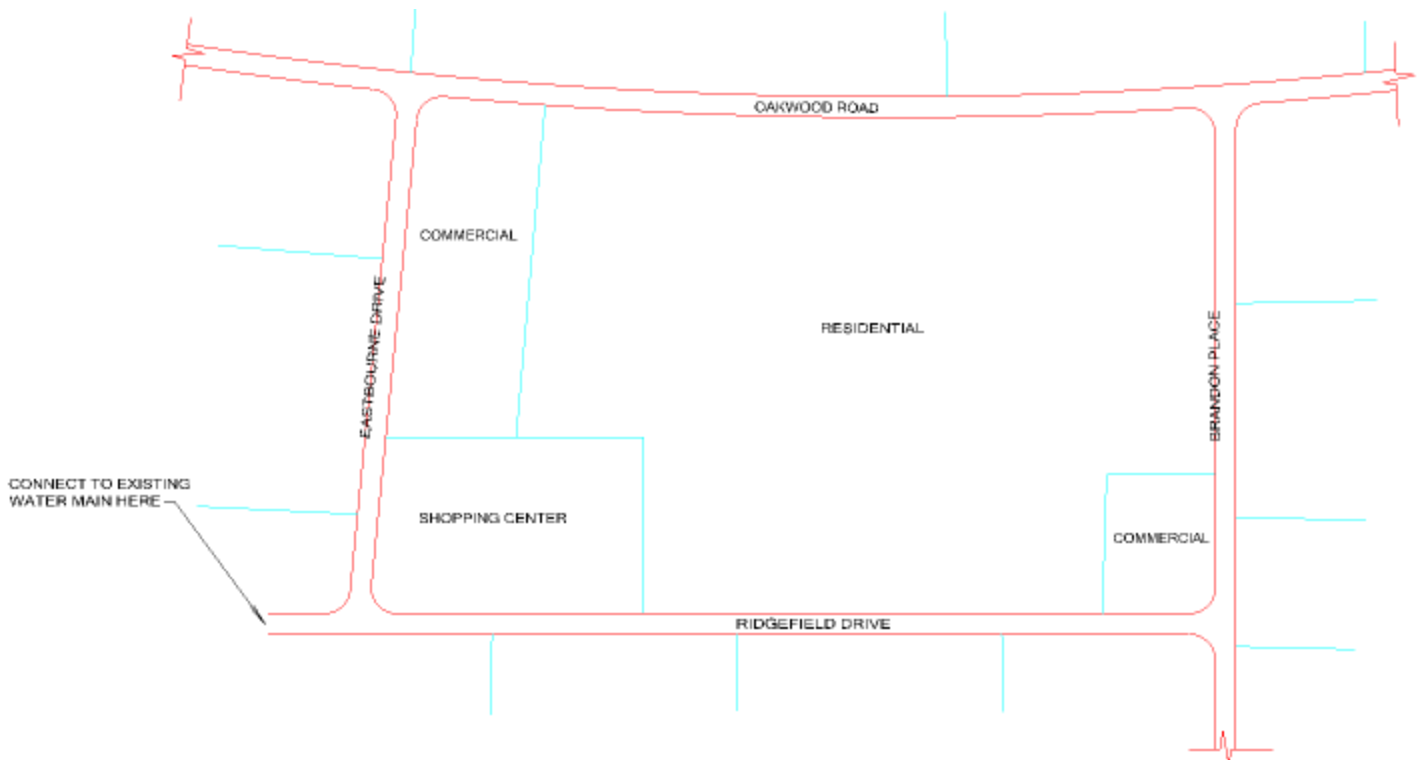 OAKWOOD ROAD
COMMERCIAL
EASTBOURNE DRIVE
RESIDENTIAL
BRANDON PLACE
CONNECT TO EXISTING
WATER MAIN HERE
SHOPPING CENTER
COMMERCIAL
RIDGEFIELD DRIVE